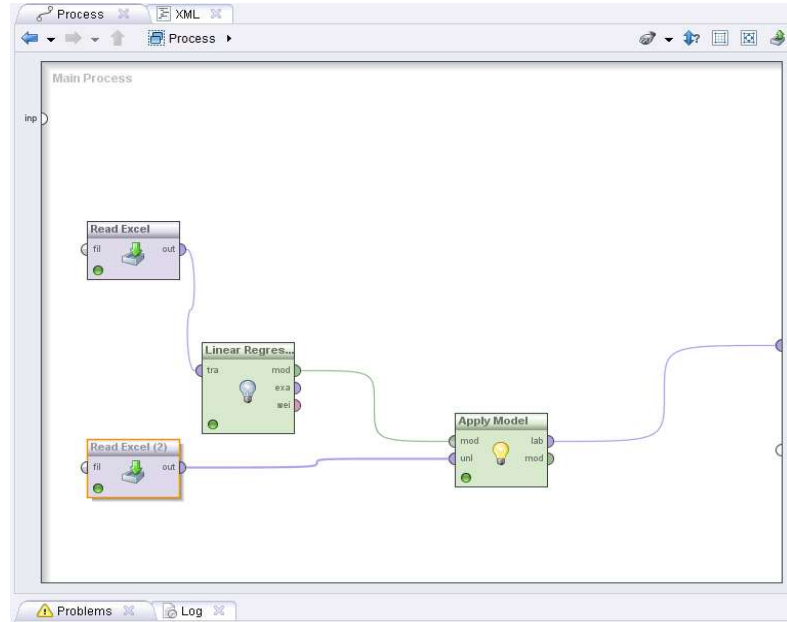 Process
XML
Process
Main Process
inp
Read Excel
fil
out
Linear Regres...
tra
mod
exa
wei
Apply Model
mod
lab
unl
mod
Read Excel (2)
fil
out
Problems
Log